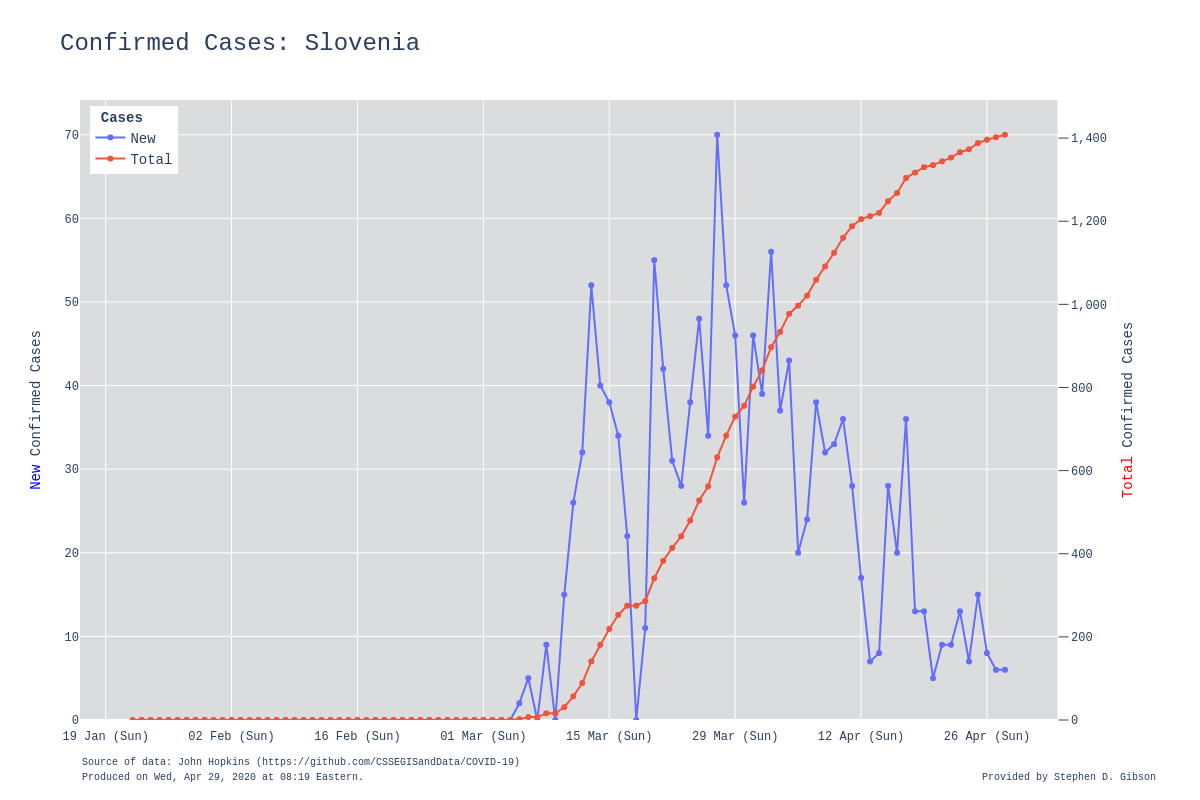 Confirmed Cases: Slovenia
Cases
New
Total
70
60
50
40
30
20
10
0
1,400
1,200
1,000
800
600
400
200
0
New Confirmed Cases
Total Confirmed Cases
19 Jan (Sun) 02 Feb (Sun) 16 Feb (Sun) 01 Mar (Sun) 15 Mar (Sun) 29 Mar (Sun) 12 Apr (Sun) 26 Apr (Sun)
Source of data: John Hopkins (https://github.com/CSSEGISandData/COVID-19)
Produced on Wed, Apr 29, 2020 at 08:19 Eastern.
Provided by Stephen D. Gibson